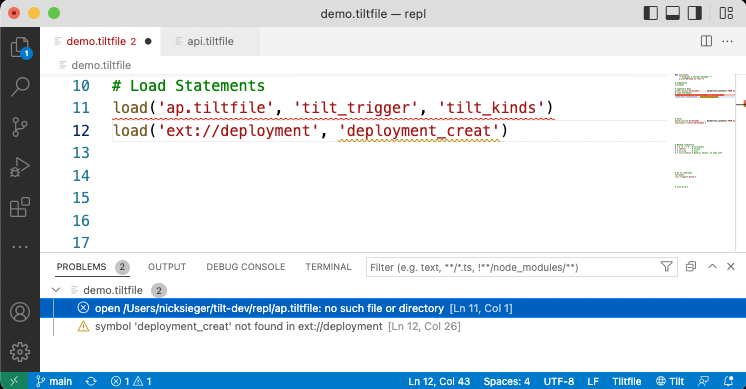 demo.tiltfile — repl
demo.tiltfile 2
api.tiltfile
1
demo.tiltfile
10 # Load Statements
11 load('ap.tiltfile', 'tilt_trigger', 'tilt_kinds')
12 load('ext://deployment', 'deployment_creat')
13
14
15
16
17
PROBLEMS 2 OUTPUT DEBUG CONSOLE TERMINAL Filter (e.g. text, **/*.ts, !**/node_modules/**)
demo.tiltfile 2
open /Users/nicksieger/tilt-dev/repl/ap.tiltfile: no such file or directory [Ln 11, Col 1]
symbol 'deployment_creat' not found in ext://deployment [Ln 12, Col 26]
main 1 1 Ln 12, Col 43 Spaces: 4 UTF-8 LF Tiltfile Tilt